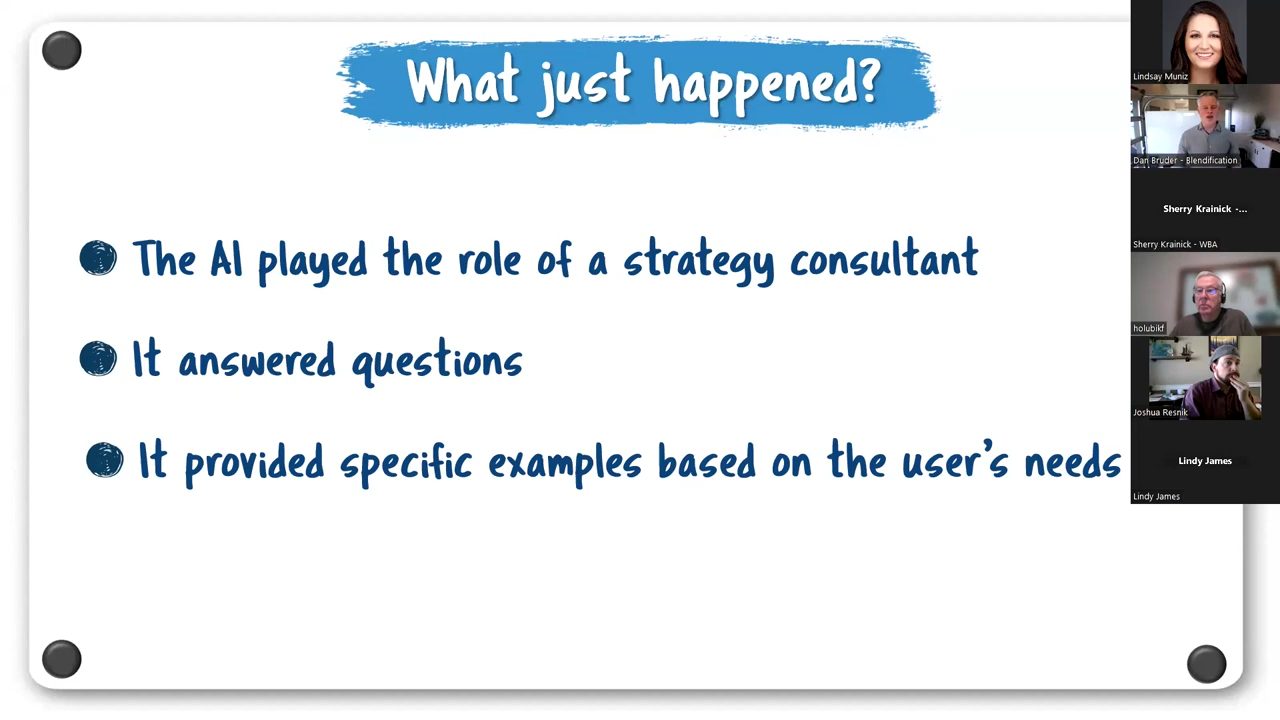 What just happened?
The AI played the role of a strategy consultant
It answered questions
It provided specific examples based on the user's needs
Lindsay Muniz
Dan Bruder - Blendification
Sherry Krainick -...
Sherry Krainick - WBA
holubikf
Joshua Resnik
Lindy James
Lindy James